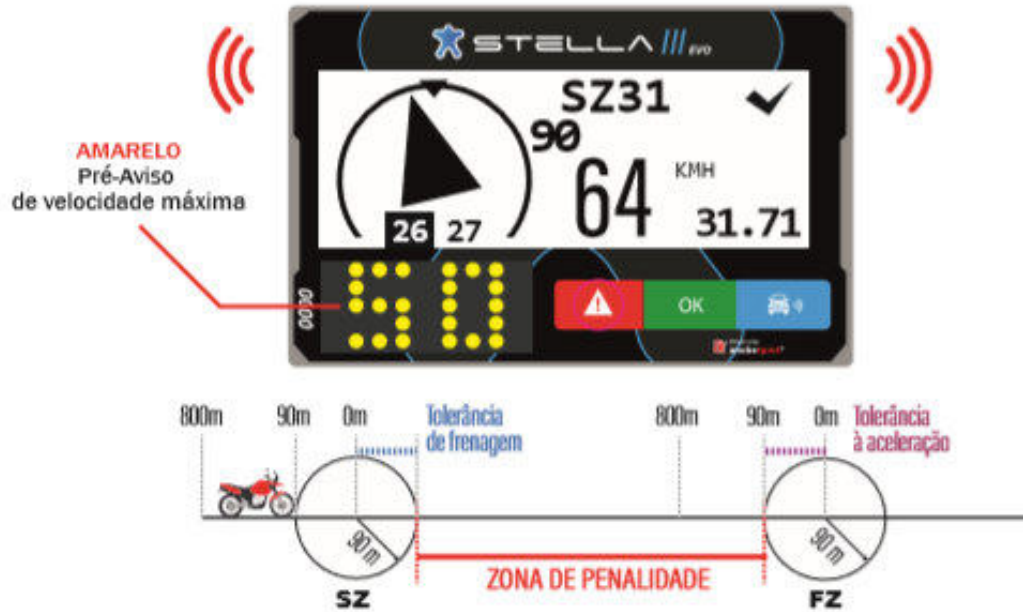 STELLA III EVO
SZ31
90
64 KMH
31.71
26 27
AMARELO
Pré-Aviso
de velocidade máxima
50
OK
800m 90m 0m Tolerância
de frenagem
800m 90m 0m Tolerância
à aceleração
90 m
90 m
ZONA DE PENALIDADE
SZ
FZ